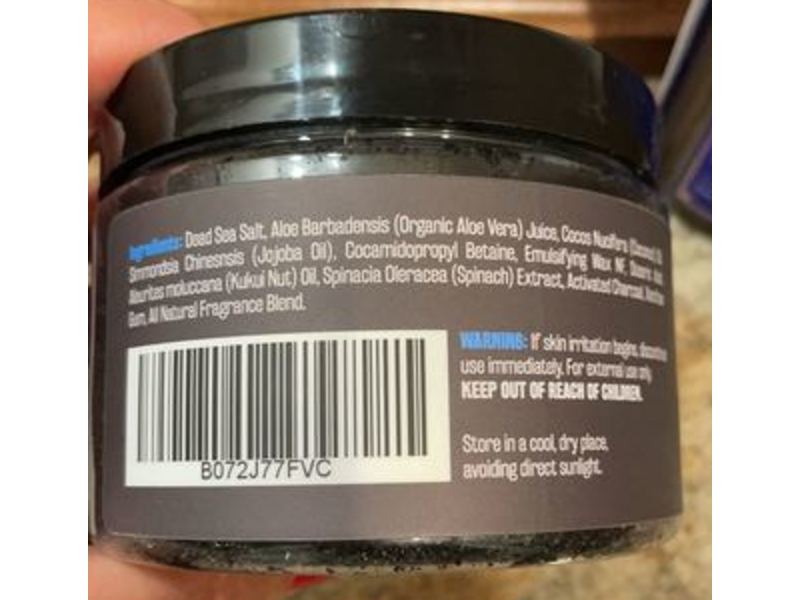 Ingredients: Dead Sea Salt, Aloe Barbadensis (Organic Aloe Vera) Juice, Cocos Nucifera (Coconut) Oil
Simmondsia Chinesnsis (Jojoba Oil), Cocamidopropyl Betaine, Emulsifying Wax NF, Stearic Acid
Aleurites moluccana (Kukui Nut) Oil, Spinacia Oleracea (Spinach) Extract, Activated Charcoal,
Gum, All Natural Fragrance Blend.
B072J77FVC
WARNING: If skin irritation begins, discontinue
use immediately. For external use only
KEEP OUT OF REACH OF CHILDREN.
Store in a cool, dry place,
avoiding direct sunlight.